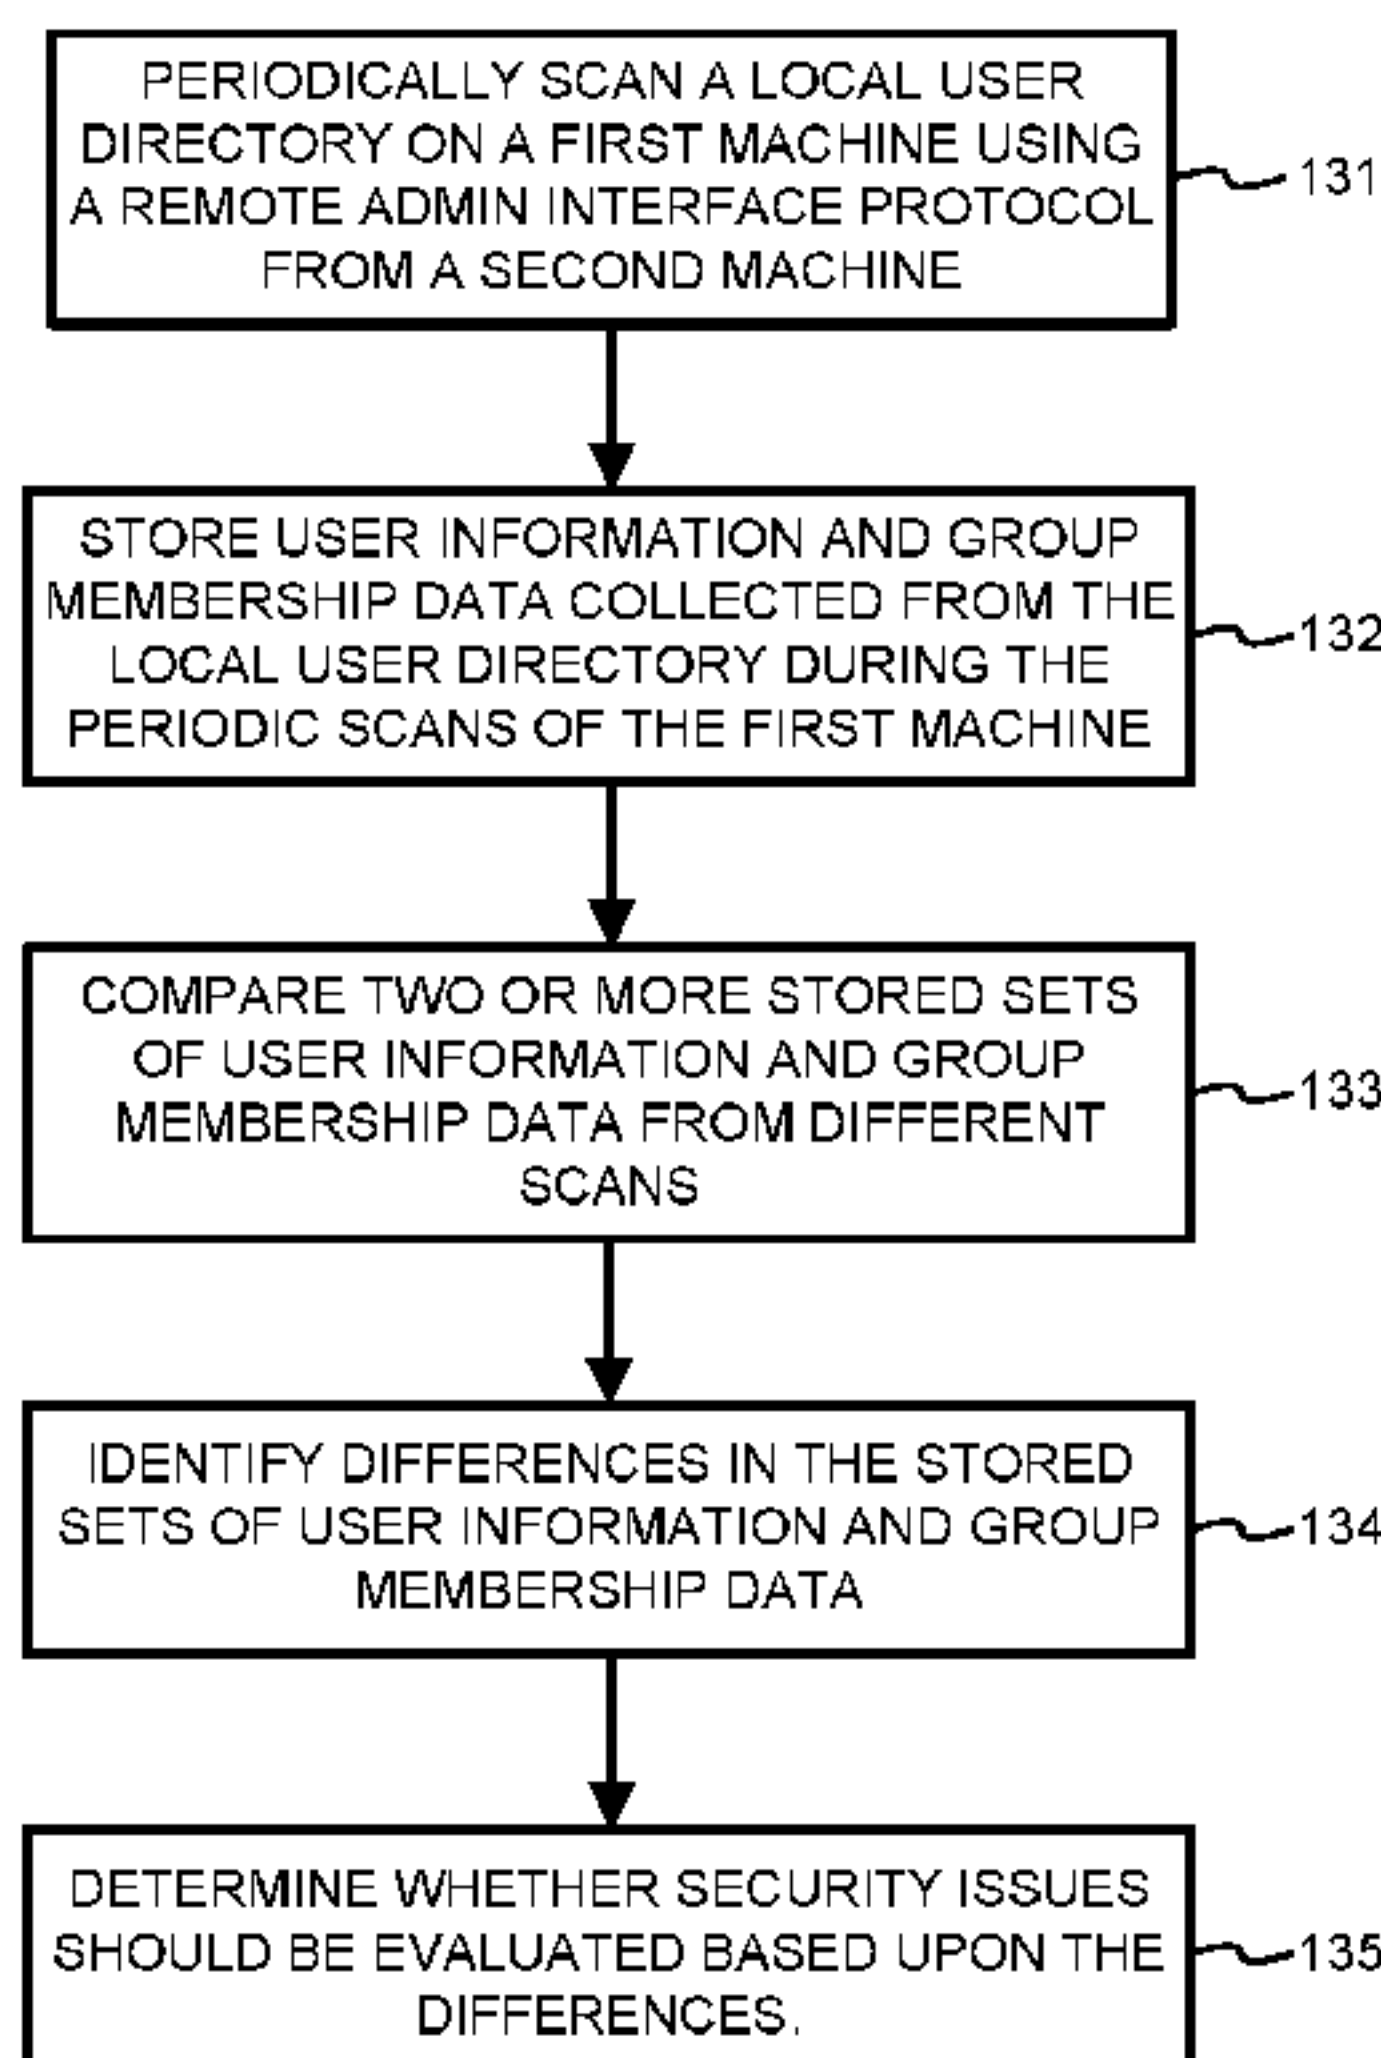 PERIODICALLY SCAN A LOCAL USER
DIRECTORY ON A FIRST MACHINE USING
A REMOTE ADMIN INTERFACE PROTOCOL
FROM A SECOND MACHINE
131
STORE USER INFORMATION AND GROUP
MEMBERSHIP DATA COLLECTED FROM THE
LOCAL USER DIRECTORY DURING THE
PERIODIC SCANS OF THE FIRST MACHINE
132
COMPARE TWO OR MORE STORED SETS
OF USER INFORMATION AND GROUP
MEMBERSHIP DATA FROM DIFFERENT
SCANS
133
IDENTIFY DIFFERENCES IN THE STORED
SETS OF USER INFORMATION AND GROUP
MEMBERSHIP DATA
134
DETERMINE WHETHER SECURITY ISSUES
SHOULD BE EVALUATED BASED UPON THE
DIFFERENCES.
135